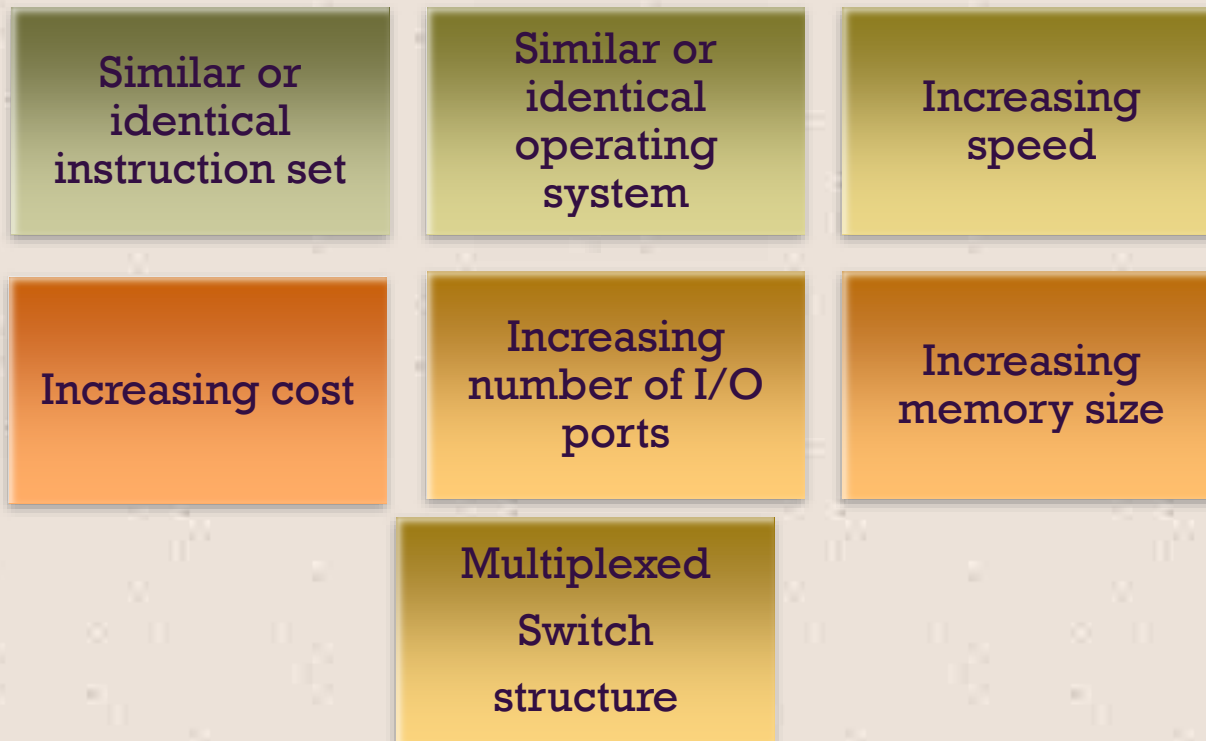 Similar or
identical
instruction set
Similar or
identical
operating
system
Increasing
speed
Increasing cost
Increasing
number of I/O
ports
Increasing
memory size
Multiplexed
Switch
structure